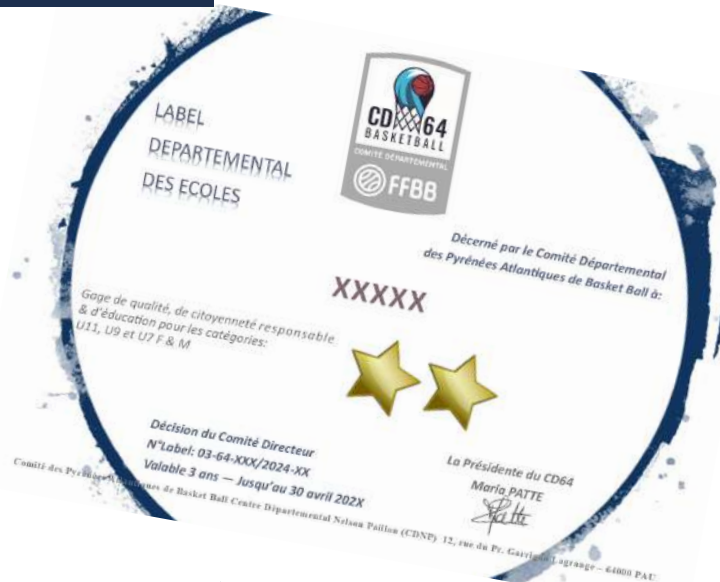 LABEL
DEPARTEMENTAL
DES ECOLES
CD 64
BASKETBALL
COMITÉ DÉPARTEMENTAL
FFBB
Décerné par le Comité Départemental
des Pyrénées Atlantiques de Basket Ball à:
XXXXX
Gage de qualité, de citoyenneté responsable
& d'éducation pour les catégories:
U11, U9 et U7 F & M
Décision du Comité Directeur
N°Label: 03-64-XXX/2024-XX
Valable 3 ans — Jusqu'au 30 avril 202X
La Présidente du CD64
Maria PATTE
Patte
Comité des Pyrénées Atlantiques de Basket Ball Centre Départemental Nelson Paillou (CDNP) 12, rue du Pr. Garrigou Lagrange – 64000 PAU